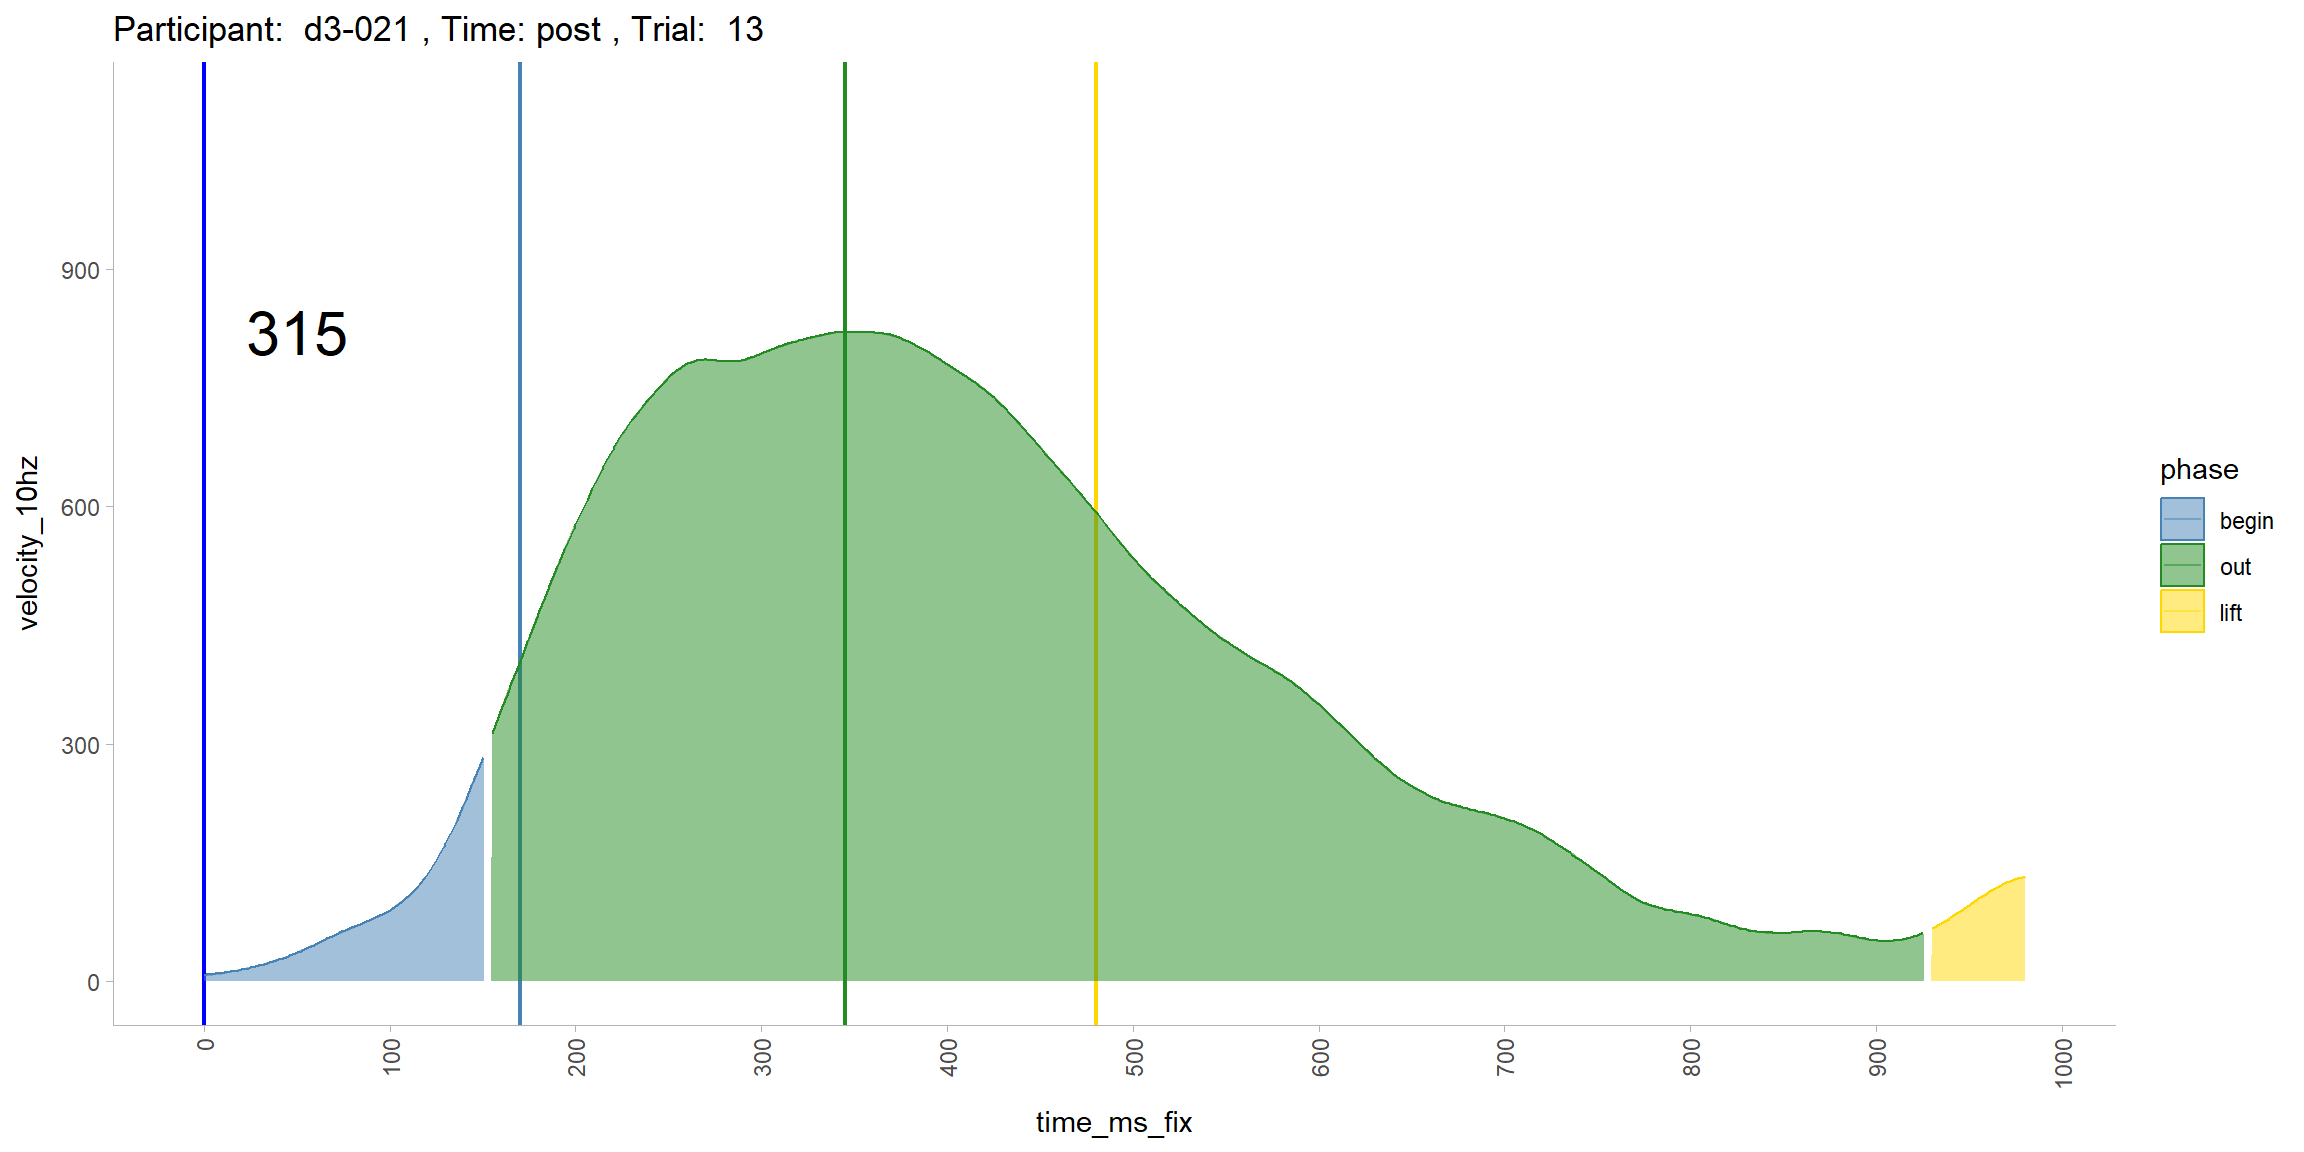 Participant:  d3-021 , Time: post , Trial:  13
900
600
300
0
velocity_10hz
315
0
100
200
300
400
500
600
700
800
900
1000
time_ms_fix
phase
begin
out
lift